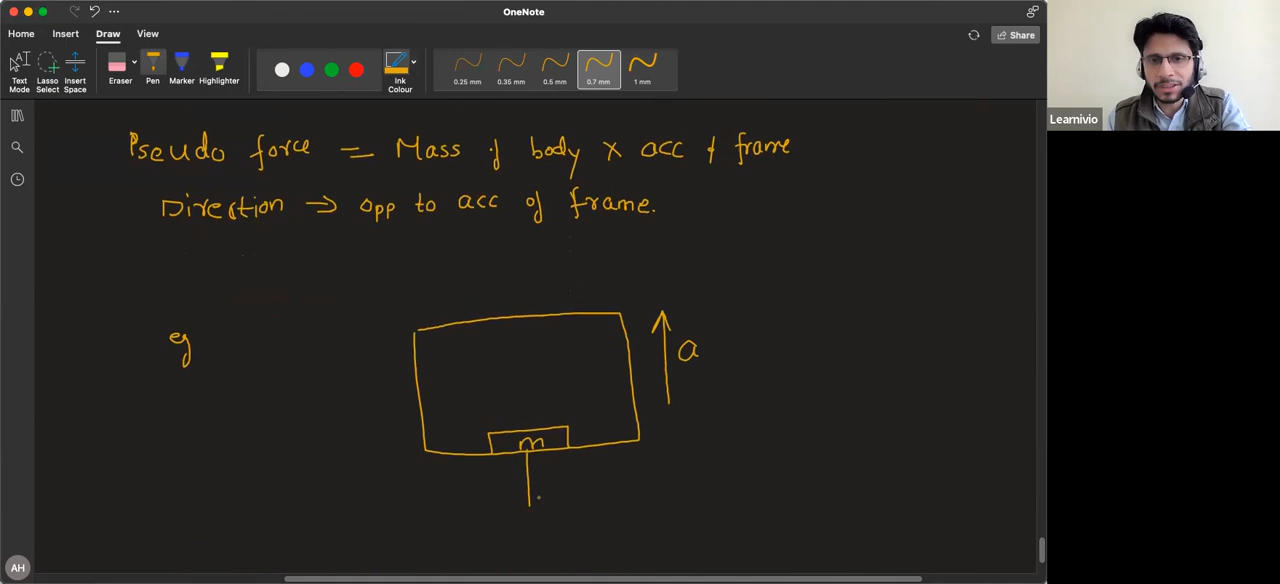 OneNote
Home Insert Draw View
Share
Text Mode
Lasso Select
Insert Space
Eraser
Pen
Marker
Highlighter
Ink Colour
0.25 mm
0.35 mm
0.5 mm
0.7 mm
1 mm
Learnivio
Pseudo force = Mass of body × acc of frame
Direction ⇒ opp to acc of frame.
eg
a
m
AH